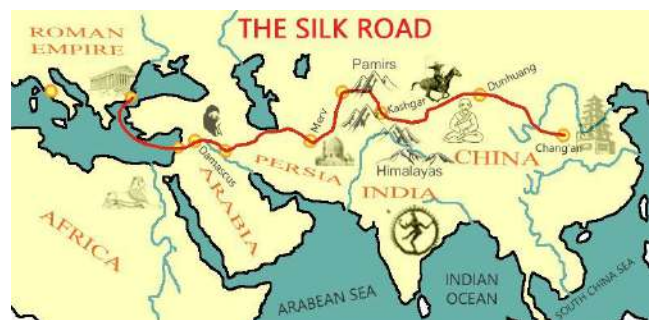 THE SILK ROAD
ROMAN
EMPIRE
Pamirs
Dunhuang
Kashgar
Merv
Chang'an
Damascus
PERSIA
Himalayas
CHINA
ARABIA
INDIA
AFRICA
ARABEAN SEA
INDIAN
OCEAN
SOUTH CHINA SEA